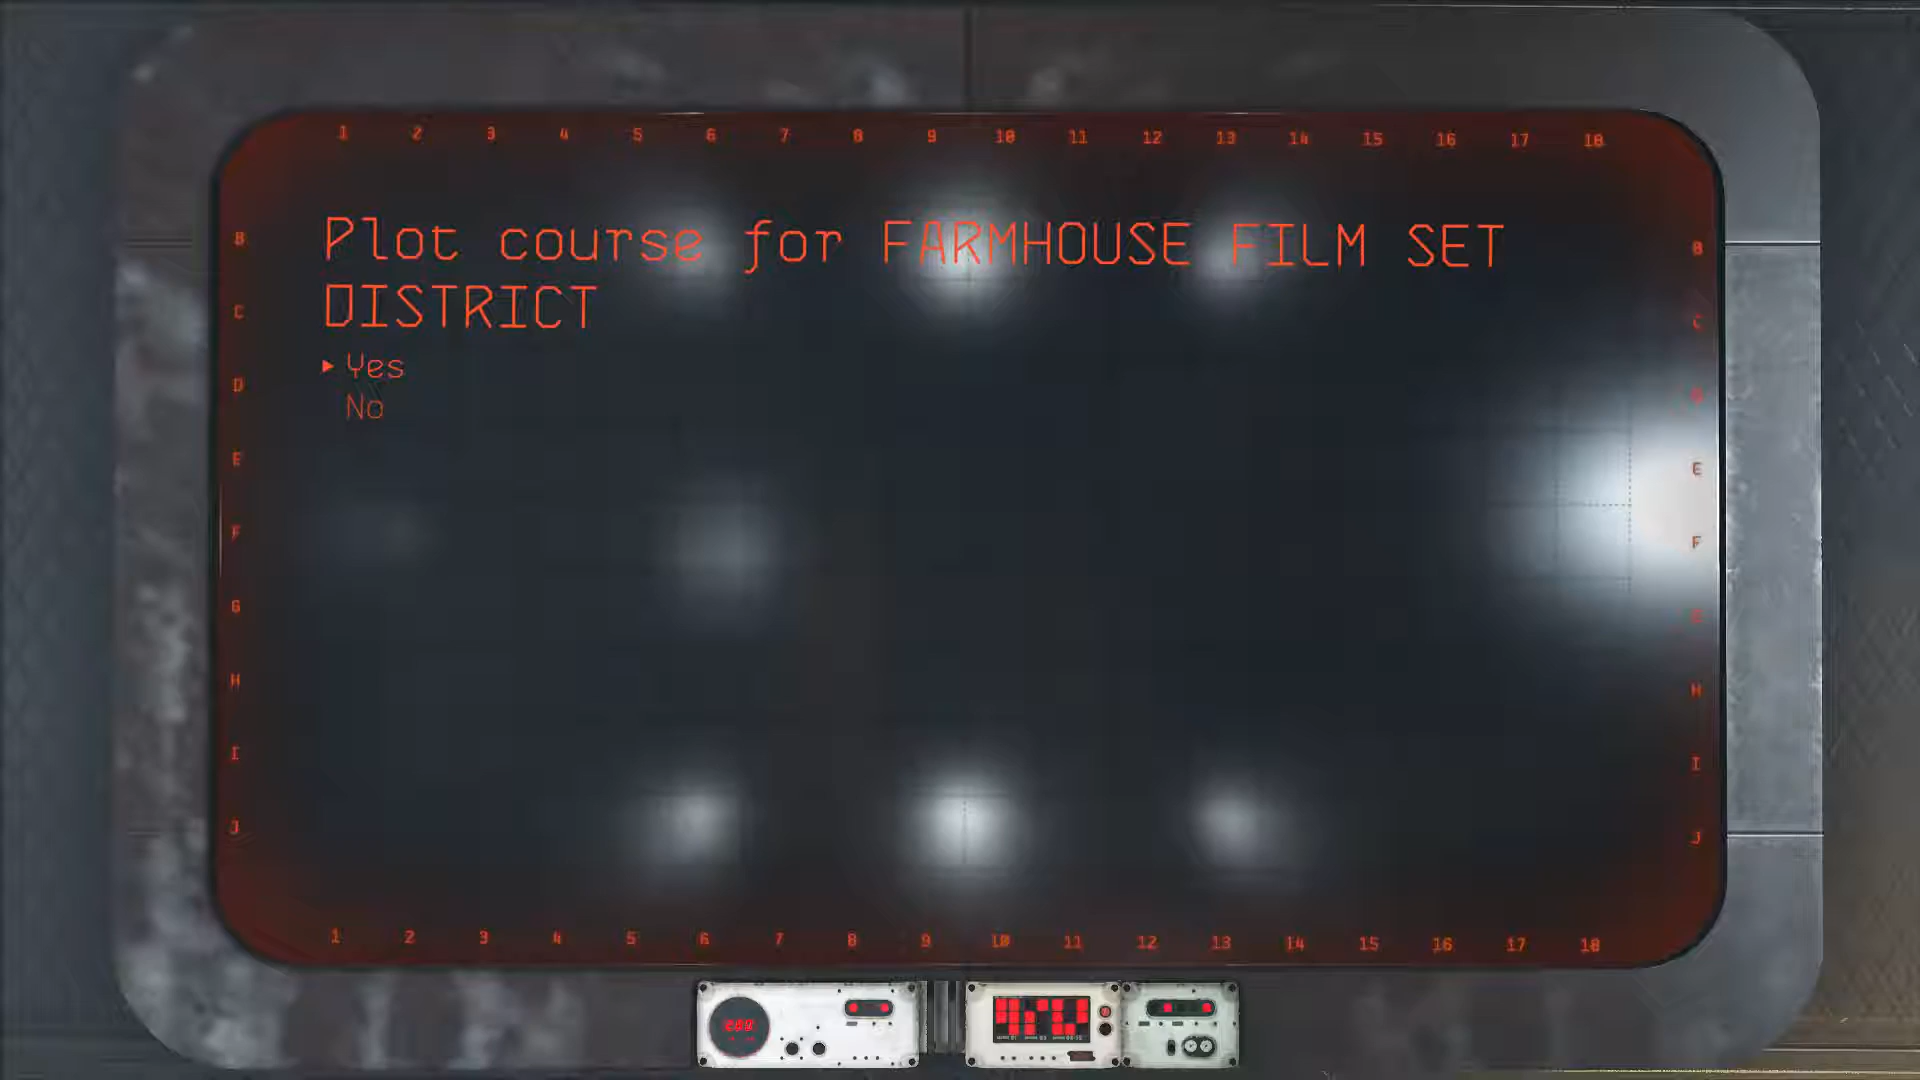 1 2 3 4 5 6 7 8 9 10 11 12 13 14 15 16 17 18
Plot course for FARMHOUSE FILM SET
DISTRICT
Yes
No
B B
C C
D D
E E
F F
G G
H H
I I
J J
1 2 3 4 5 6 7 8 9 10 11 12 13 14 15 16 17 18